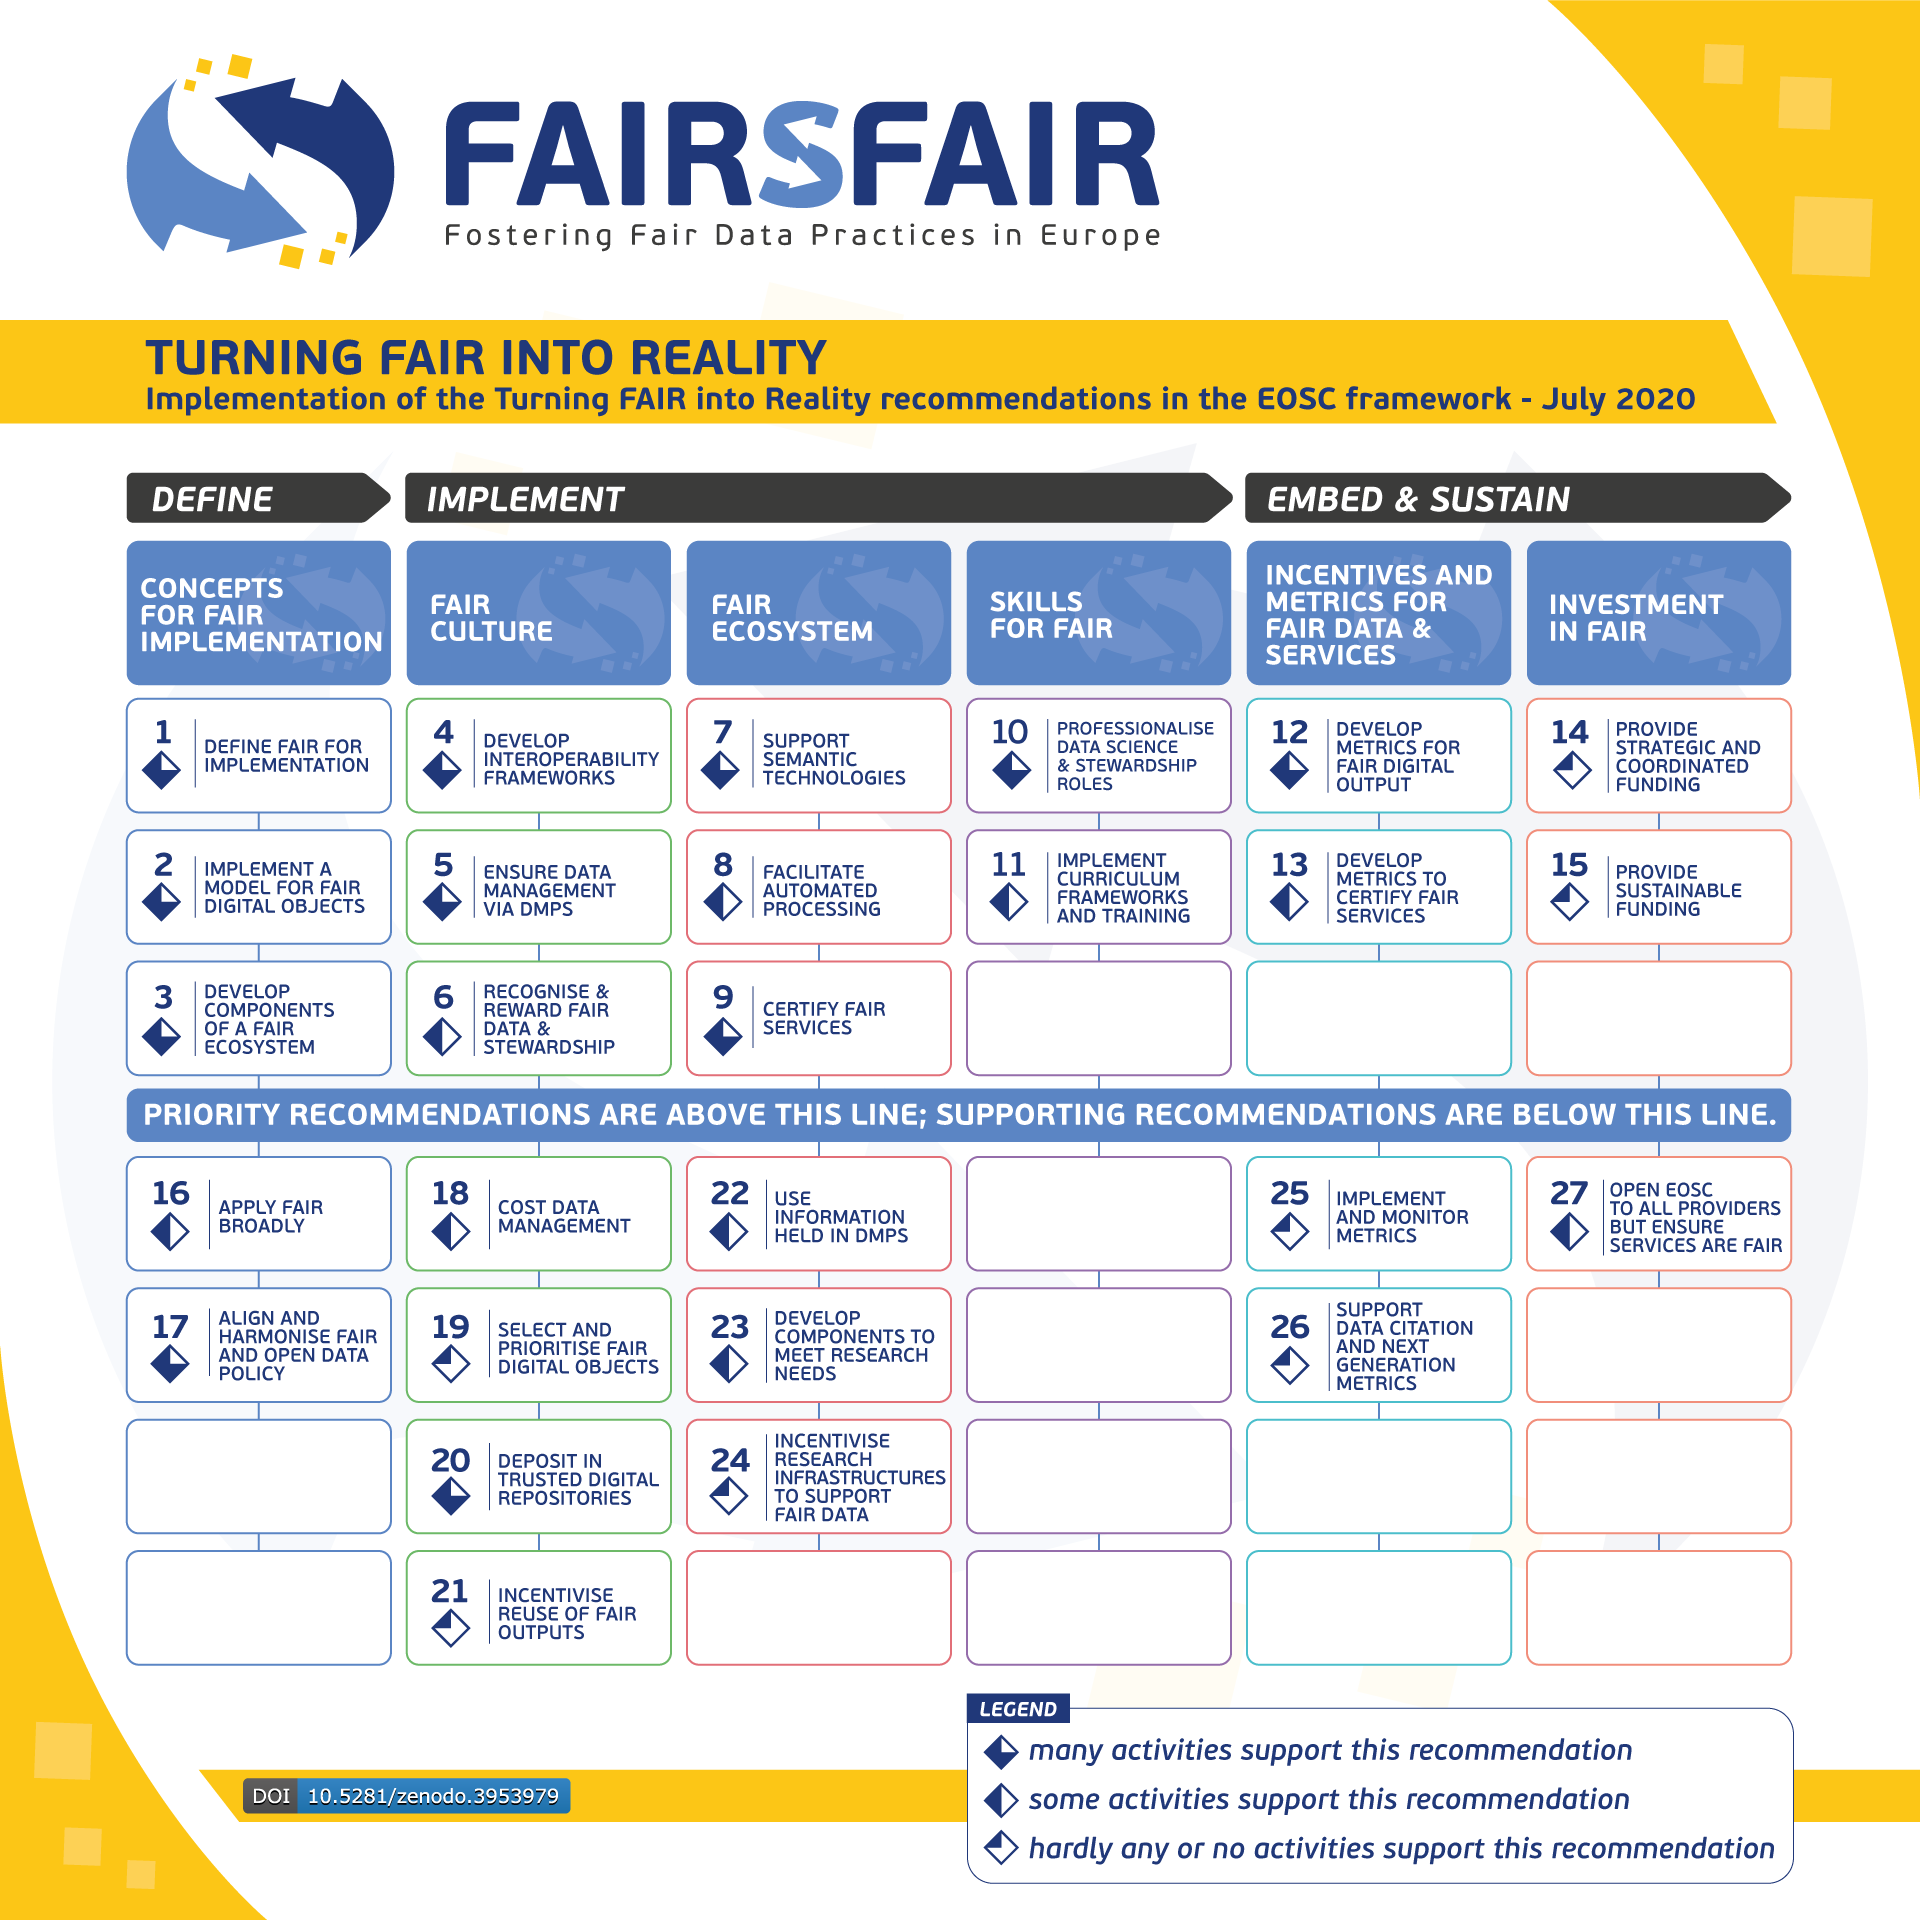 FAIRSFAIR
Fostering Fair Data Practices in Europe
TURNING FAIR INTO REALITY
Implementation of the Turning FAIR into Reality recommendations in the EOSC framework - July 2020
DEFINE
IMPLEMENT
EMBED & SUSTAIN
CONCEPTS
FOR FAIR
IMPLEMENTATION
FAIR
CULTURE
FAIR
ECOSYSTEM
SKILLS
FOR FAIR
INCENTIVES AND
METRICS FOR
FAIR DATA &
SERVICES
INVESTMENT
IN FAIR
1
DEFINE FAIR FOR
IMPLEMENTATION
4
DEVELOP
INTEROPERABILITY
FRAMEWORKS
7
SUPPORT
SEMANTIC
TECHNOLOGIES
10
PROFESSIONALISE
DATA SCIENCE
& STEWARDSHIP
ROLES
12
DEVELOP
METRICS FOR
FAIR DIGITAL
OUTPUT
14
PROVIDE
STRATEGIC AND
COORDINATED
FUNDING
2
IMPLEMENT A
MODEL FOR FAIR
DIGITAL OBJECTS
5
ENSURE DATA
MANAGEMENT
VIA DMPS
8
FACILITATE
AUTOMATED
PROCESSING
11
IMPLEMENT
CURRICULUM
FRAMEWORKS
AND TRAINING
13
DEVELOP
METRICS TO
CERTIFY FAIR
SERVICES
15
PROVIDE
SUSTAINABLE
FUNDING
3
DEVELOP
COMPONENTS
OF A FAIR
ECOSYSTEM
6
RECOGNISE &
REWARD FAIR
DATA &
STEWARDSHIP
9
CERTIFY FAIR
SERVICES
PRIORITY RECOMMENDATIONS ARE ABOVE THIS LINE; SUPPORTING RECOMMENDATIONS ARE BELOW THIS LINE.
16
APPLY FAIR
BROADLY
18
COST DATA
MANAGEMENT
22
USE
INFORMATION
HELD IN DMPS
25
IMPLEMENT
AND MONITOR
METRICS
27
OPEN EOSC
TO ALL PROVIDERS
BUT ENSURE
SERVICES ARE FAIR
17
ALIGN AND
HARMONISE FAIR
AND OPEN DATA
POLICY
19
SELECT AND
PRIORITISE FAIR
DIGITAL OBJECTS
23
DEVELOP
COMPONENTS TO
MEET RESEARCH
NEEDS
26
SUPPORT
DATA CITATION
AND NEXT
GENERATION
METRICS
20
DEPOSIT IN
TRUSTED DIGITAL
REPOSITORIES
24
INCENTIVISE
RESEARCH
INFRASTRUCTURES
TO SUPPORT
FAIR DATA
21
INCENTIVISE
REUSE OF FAIR
OUTPUTS
LEGEND
many activities support this recommendation
some activities support this recommendation
hardly any or no activities support this recommendation
DOI 10.5281/zenodo.3953979